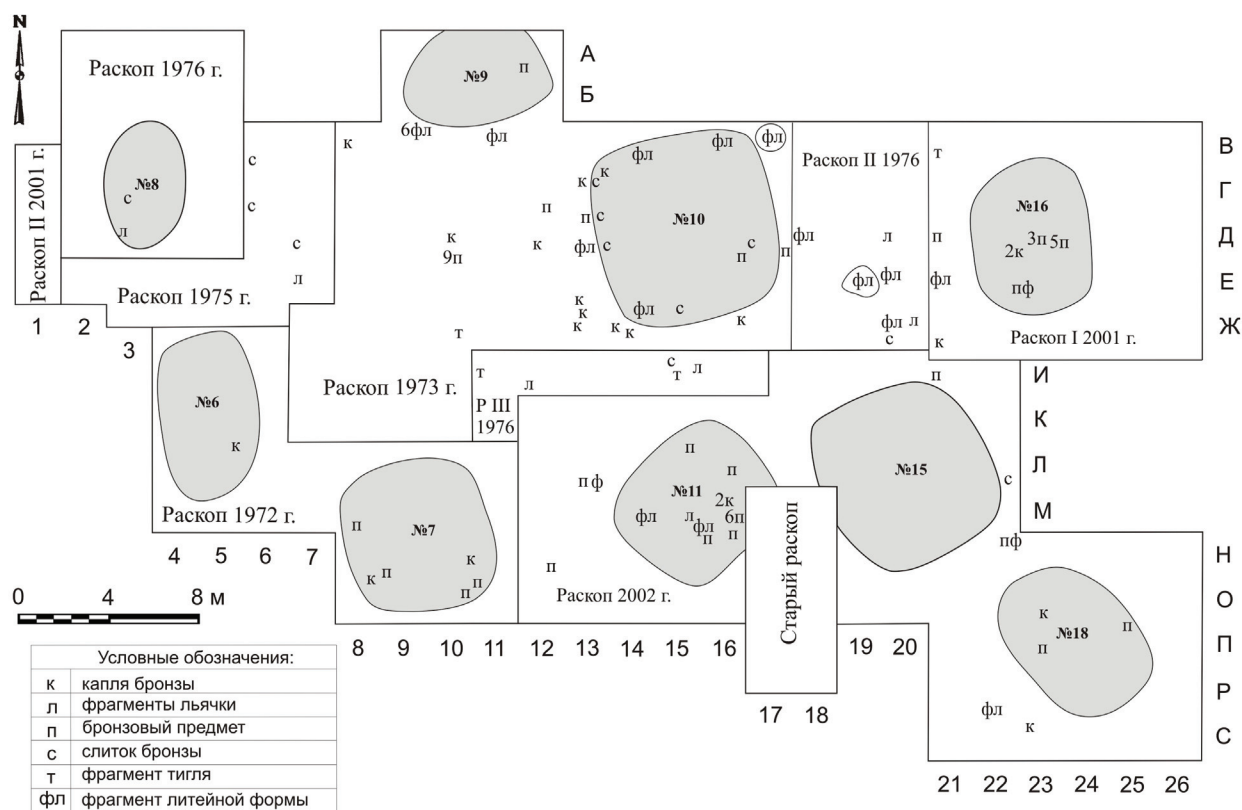 N
А
Б
В
Г
Д
Е
Ж
И
К
Л
М
Н
О
П
Р
С
Раскоп 1976 г.
№8
с
л
Раскоп II 2001 г.
1
2
3
Раскоп 1975 г.
с
с
с
л
№9
п
6фл
фл
к
к
9п
т
п
к
Раскоп 1973 г.
№10
фл
фл
фл
к
с
к
п
с
фл
с
с
п
п
к
к
к
к
к
фл
с
к
Раскоп II 1976
фл
л
фл
фл
фл
л
с
т
п
фл
к
№16
2к
3п
5п
пф
Раскоп I 2001 г.
Р III
1976
т
л
с
т
л
№6
к
Раскоп 1972 г.
4
5
6
7
№7
п
к
п
к
п
п
8
9
10
11
пф
п
№11
п
п
2к
фл
л
фл
6п
п
п
Раскоп 2002 г.
12
13
14
15
16
Старый раскоп
17
18
№15
п
с
пф
19
20
№18
к
п
п
фл
к
21
22
23
24
25
26
0
4
8 м
Условные обозначения:
к капля бронзы
л фрагменты льячки
п бронзовый предмет
с слиток бронзы
т фрагмент тигля
фл фрагмент литейной формы